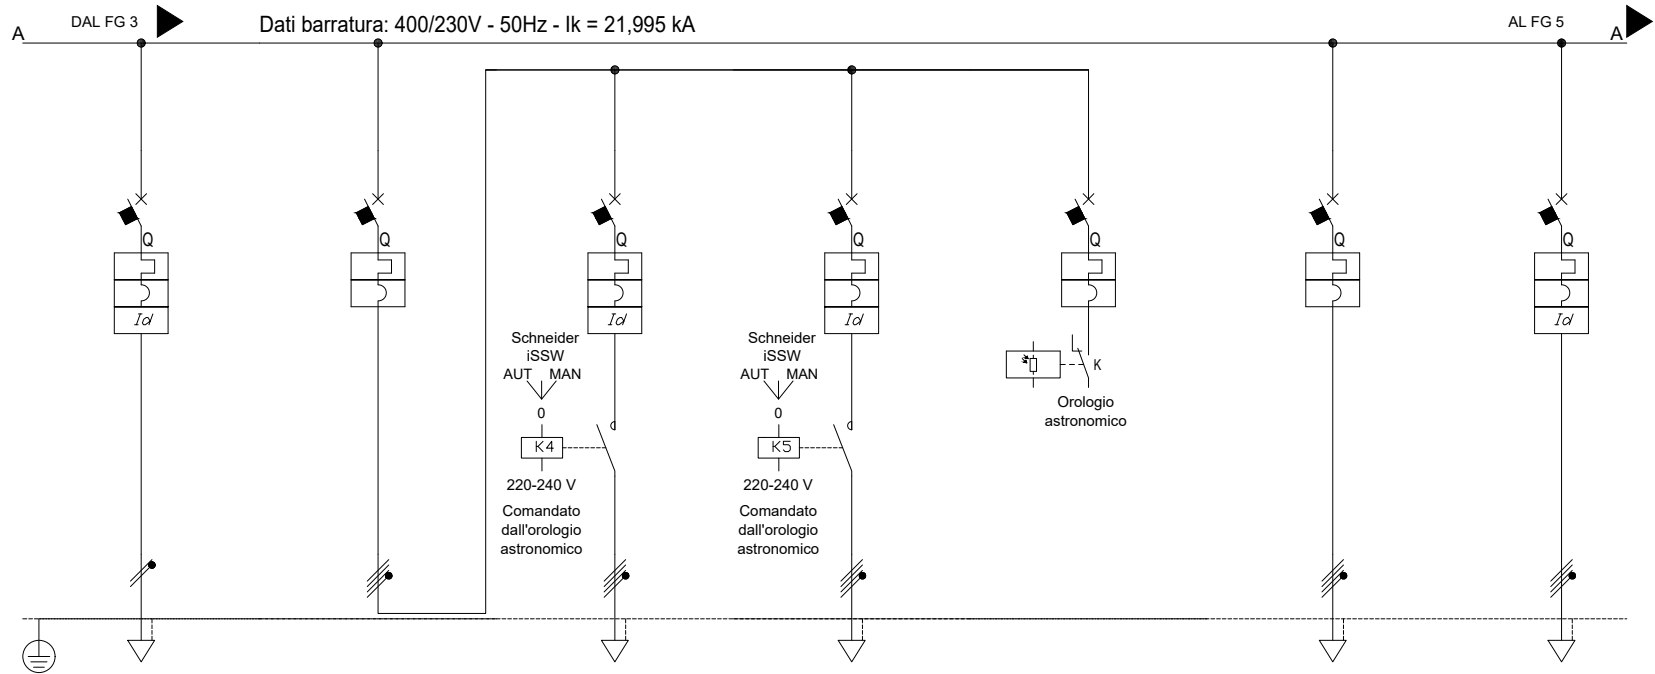 DAL FG 3
Dati barratura: 400/230V - 50Hz - Ik = 21,995 kA
AL FG 5
A
A
Q
Q
Q
Q
Q
Q
Q
Id
Id
Id
Id
Schneider
iSSW
AUT MAN
0
K4
220-240 V
Comandato
dall'orologio
astronomico
Schneider
iSSW
AUT MAN
0
K5
220-240 V
Comandato
dall'orologio
astronomico
K
Orologio
astronomico